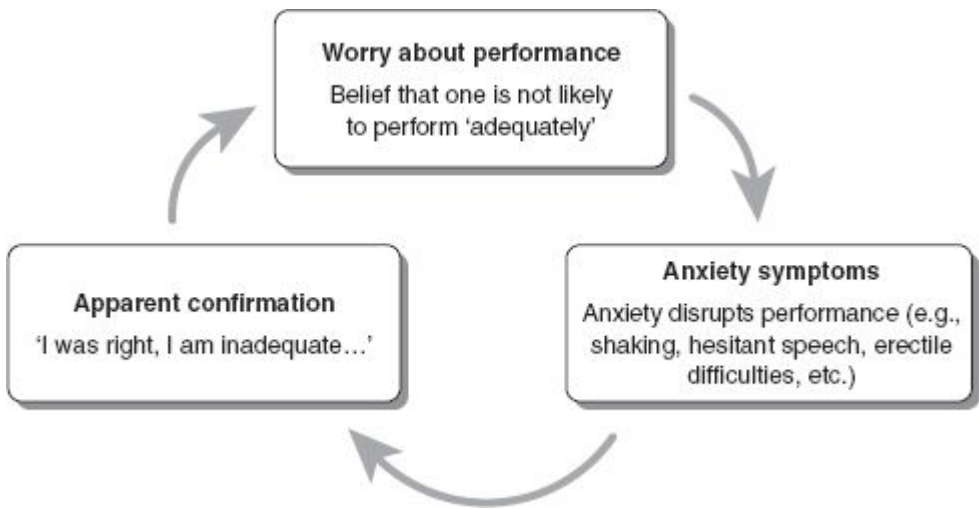 Worry about performance
Belief that one is not likely
to perform ‘adequately’
Apparent confirmation
‘I was right, I am inadequate…’
Anxiety symptoms
Anxiety disrupts performance (e.g.,
shaking, hesitant speech, erectile
difficulties, etc.)